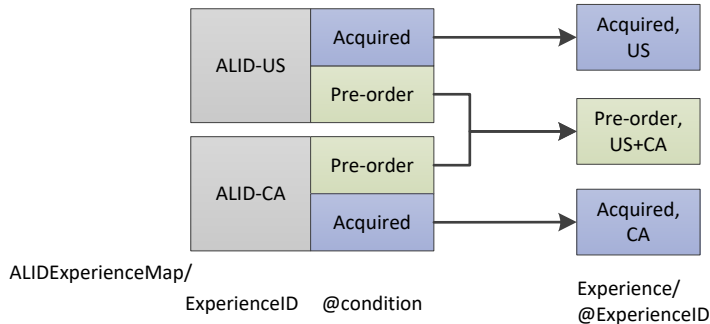 ALID-US
Acquired
Pre-order
ALID-CA
Pre-order
Acquired
Acquired,
US
Pre-order,
US+CA
Acquired,
CA
ALIDExperienceMap/
ExperienceID
@condition
Experience/
@ExperienceID